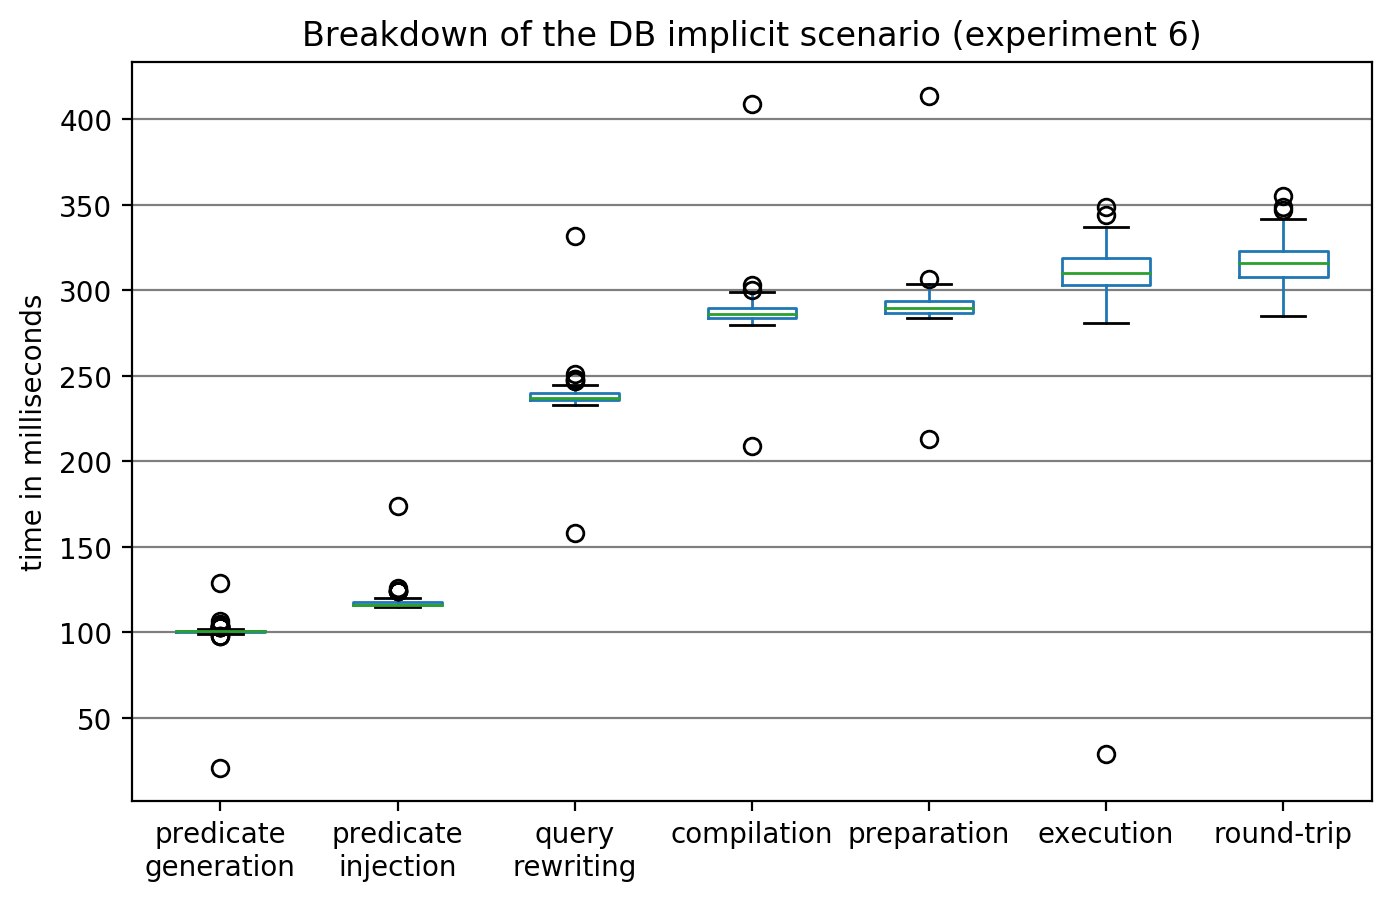 Breakdown of the DB implicit scenario (experiment 6)
time in milliseconds
400
350
300
250
200
150
100
50
predicate
generation
predicate
injection
query
rewriting
compilation
preparation
execution
round-trip